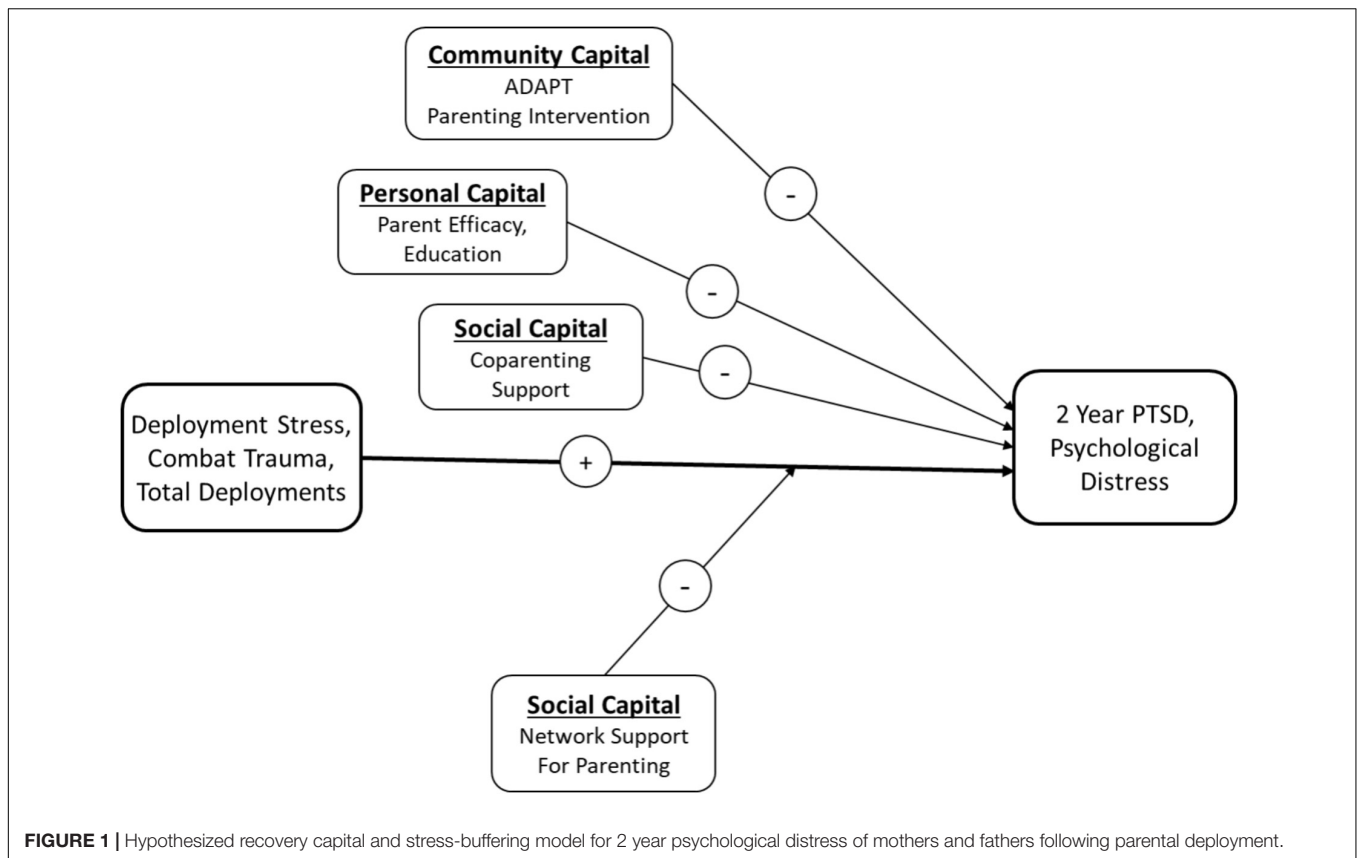 Community Capital
ADAPT
Parenting Intervention
-
Personal Capital
Parent Efficacy,
Education
-
Social Capital
Coparenting
Support
-
Deployment Stress,
Combat Trauma,
Total Deployments
+
2 Year PTSD,
Psychological
Distress
-
Social Capital
Network Support
For Parenting
FIGURE 1 | Hypothesized recovery capital and stress-buffering model for 2 year psychological distress of mothers and fathers following parental deployment.